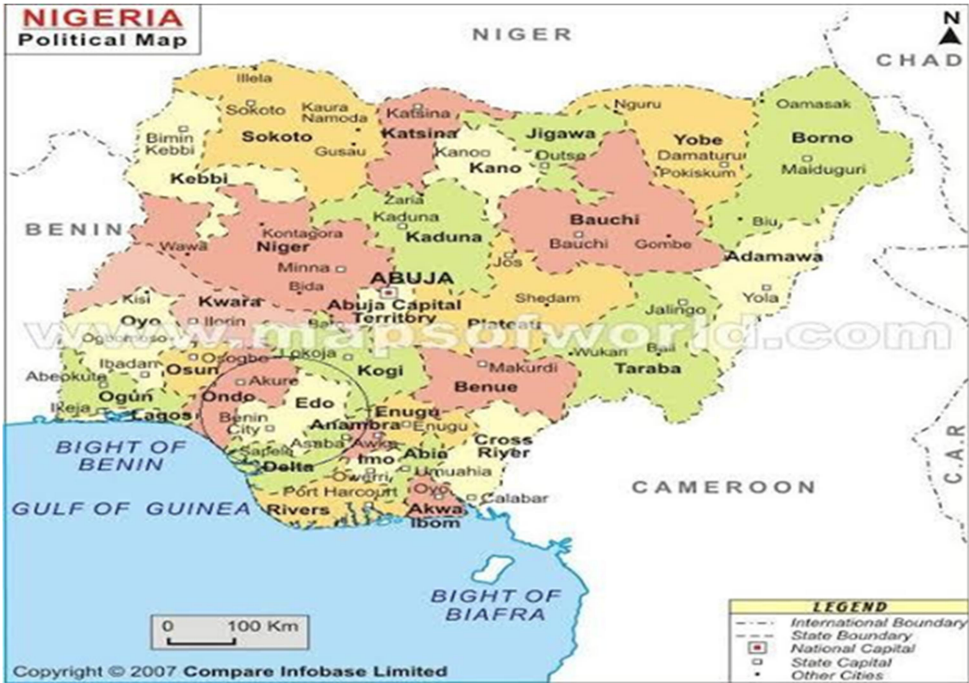 NIGERIA
Political Map
NIGER
N
CHAD
Illela
Sokoto
Kaura
Namoda
Katsina
Nguru
Oamasak
Birnin
Kebbi
Sokoto
Gusau
Katsina
Kano
Kano
Jigawa
Dutse
Yobe
Damaturu
Pokiskum
Borno
Maiduguri
Kebbi
Zaria
Kaduna
Kaduna
Bauchi
Bauchi
Gombe
Biu
BENIN
Wawa
Kontagora
Niger
Minna
Bida
ABUJA
Abuja Capital
Territory
Jos
Shedam
Adamawa
Yola
Jalingo
Kisi
Kwara
Ilorin
Oyo
www.mapsofworld.com
Plateau
Ogbomoso
Ibadan
Osogbo
Osun
Lokoja
Kogi
Makurdi
Benue
Wukari
Bali
Taraba
Abeokuta
Ogun
Ikeja
Lagos
Ondo
Akure
Edo
Benin
City
Enugu
Enugu
Anambra
Asaba
Awka
Cross
River
Sapele
Delta
Imo
Owerri
Abia
Umuahia
BIGHT OF
BENIN
GULF OF GUINEA
Port Harcourt
Rivers
Oyo
Akwa
Ibom
Calabar
CAMEROON
C.A.R
BIGHT OF
BIAFRA
0 100 Km
LEGEND
International Boundary
State Boundary
National Capital
State Capital
Other Cities
Copyright © 2007 Compare Infobase Limited